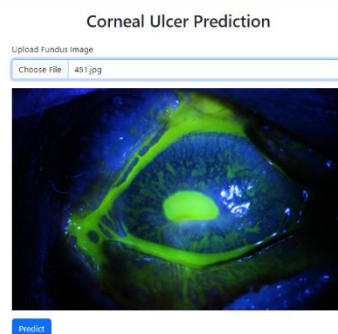 Corneal Ulcer Prediction
Upload Fundus Image
Choose File 451.jpg
Predict